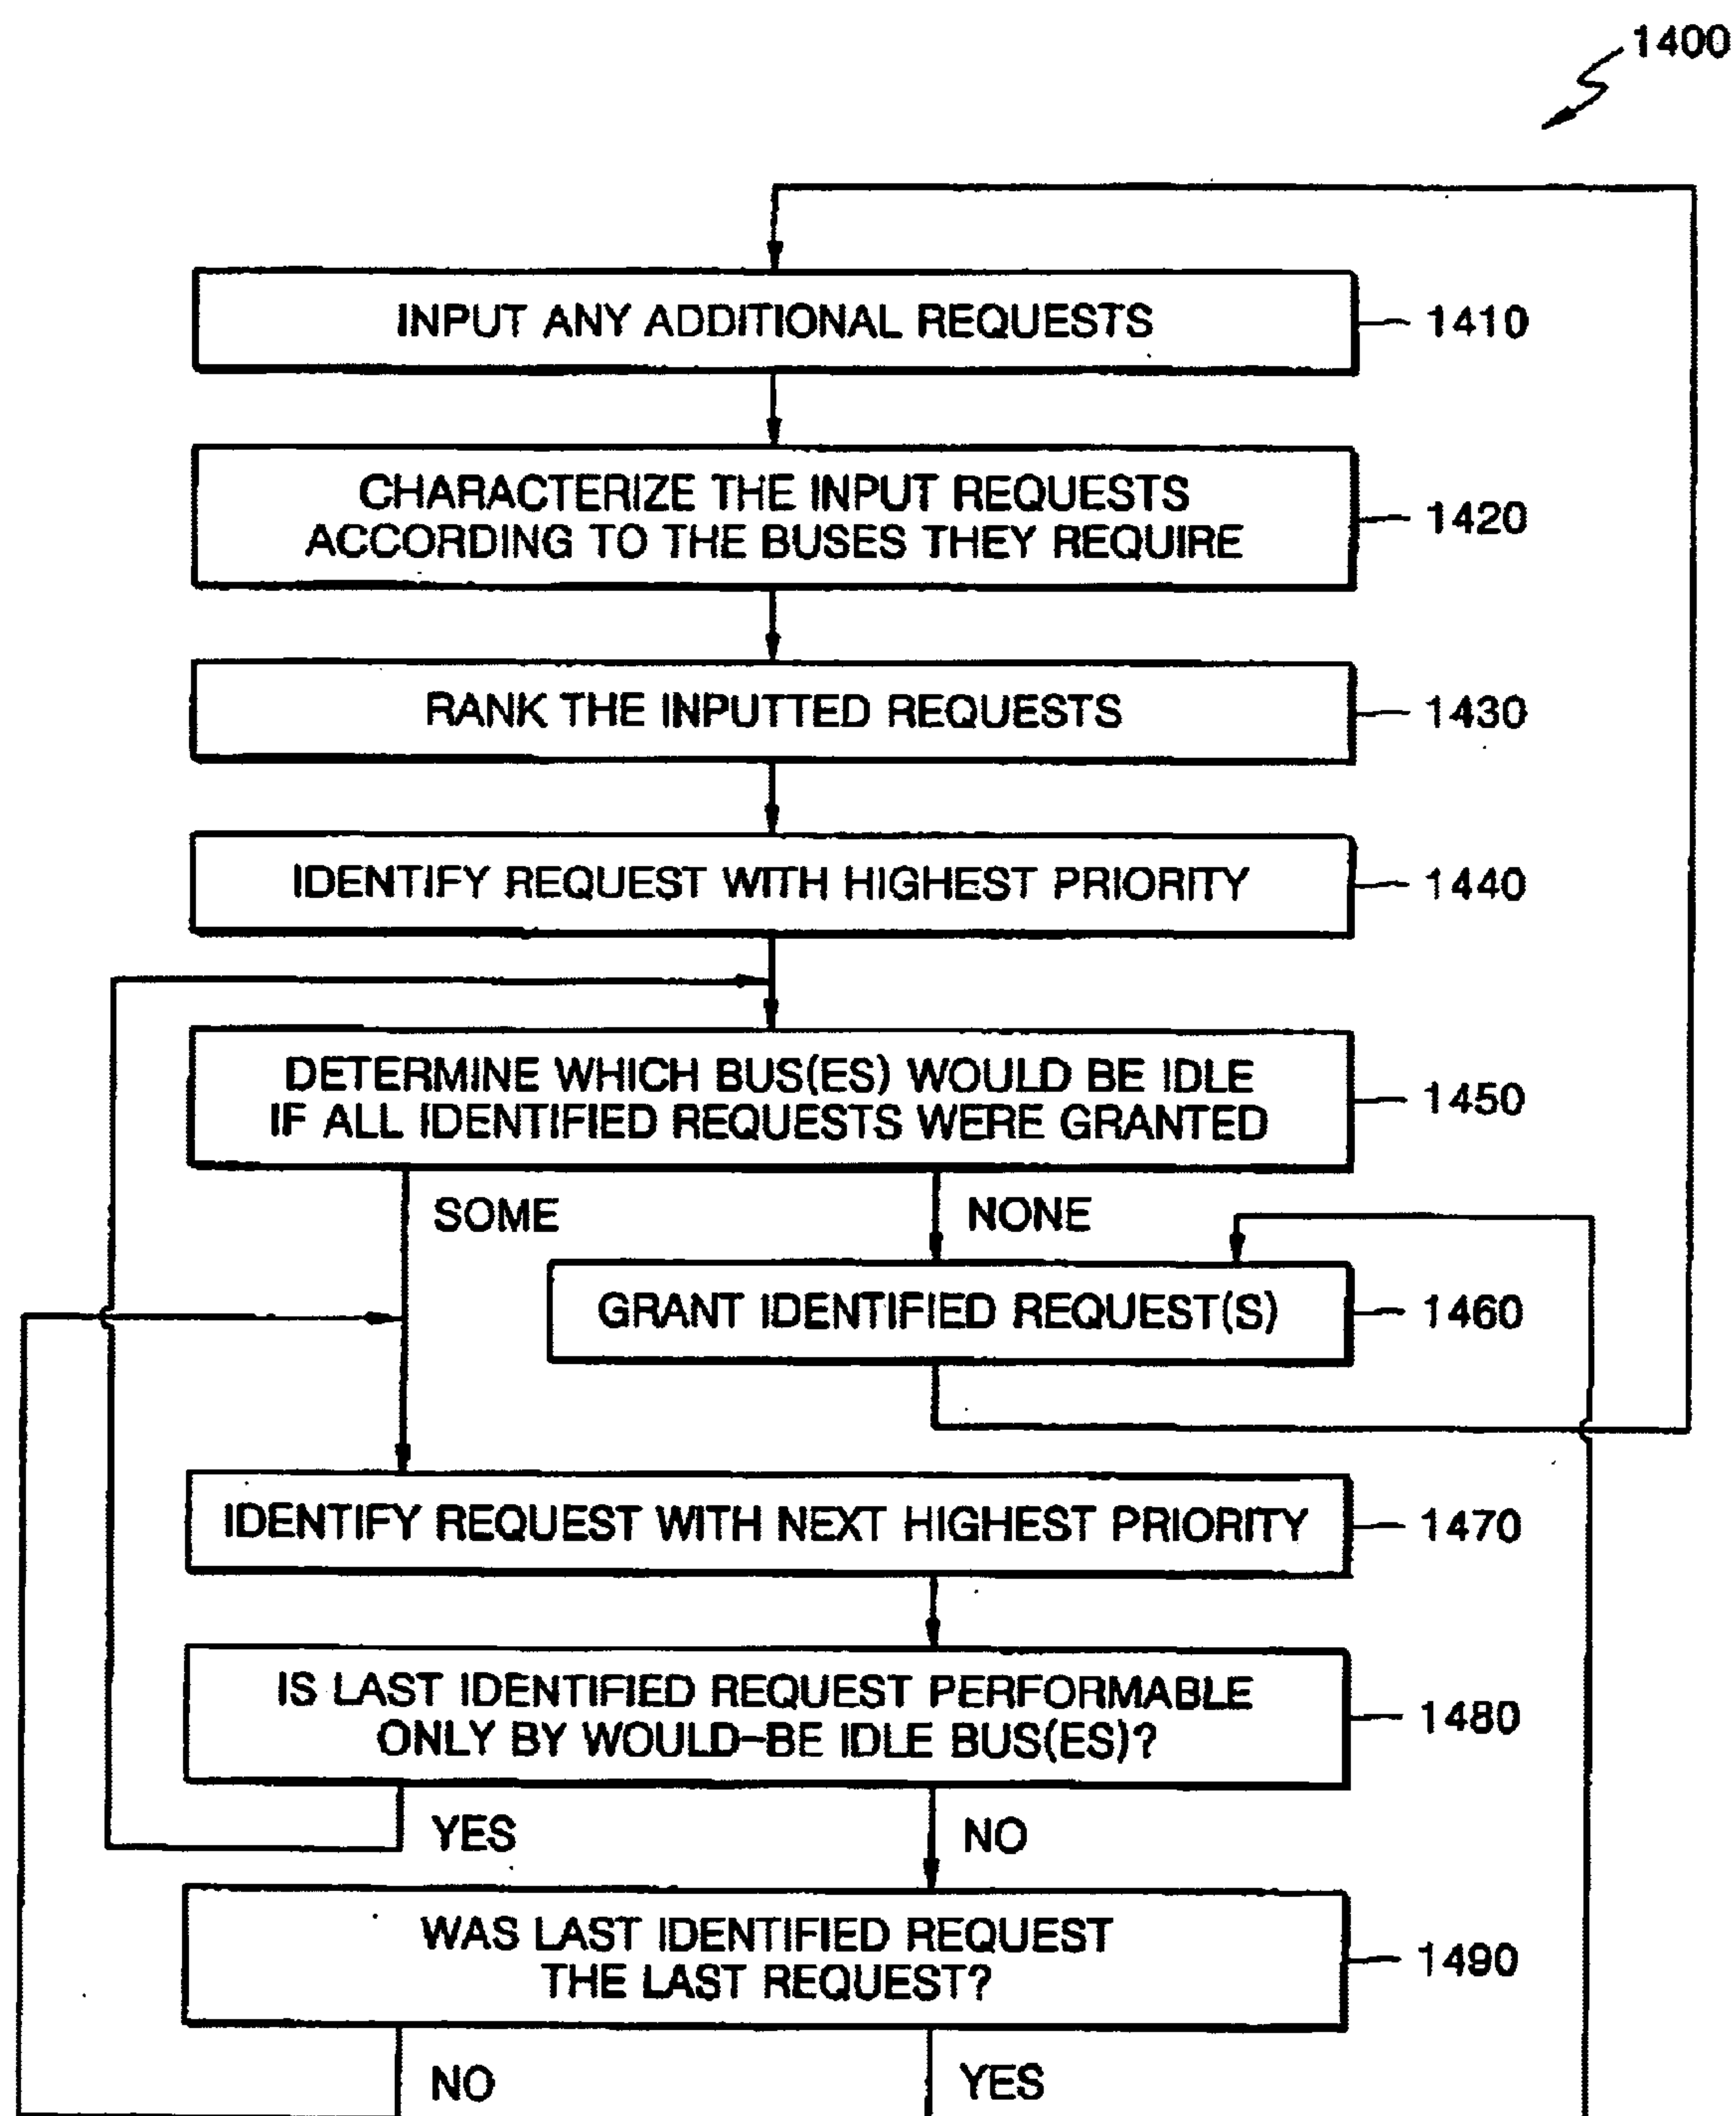 1400
INPUT ANY ADDITIONAL REQUESTS
1410
CHARACTERIZE THE INPUT REQUESTS
ACCORDING TO THE BUSES THEY REQUIRE
1420
RANK THE INPUTTED REQUESTS
1430
IDENTIFY REQUEST WITH HIGHEST PRIORITY
1440
DETERMINE WHICH BUS(ES) WOULD BE IDLE
IF ALL IDENTIFIED REQUESTS WERE GRANTED
1450
SOME
NONE
GRANT IDENTIFIED REQUEST(S)
1460
IDENTIFY REQUEST WITH NEXT HIGHEST PRIORITY
1470
IS LAST IDENTIFIED REQUEST PERFORMABLE
ONLY BY WOULD-BE IDLE BUS(ES)?
1480
YES
NO
WAS LAST IDENTIFIED REQUEST
THE LAST REQUEST?
1490
NO
YES